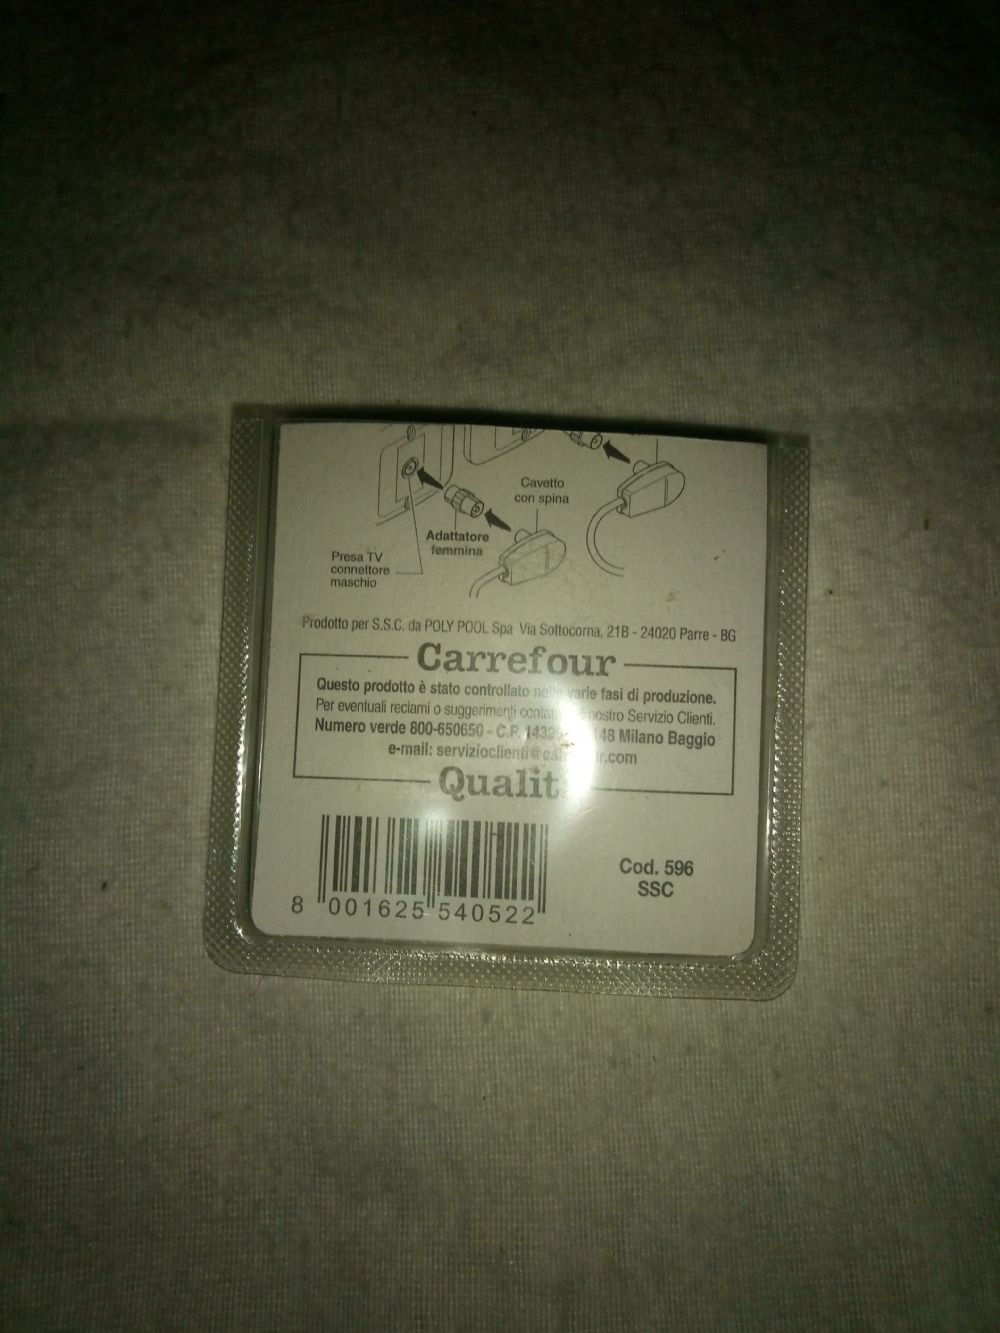 Cavetto
con spina
Adattatore
femmina
Presa TV
connettore
maschio
Prodotto per S.S.C. da POLY POOL Spa Via Sottocorna, 21B - 24020 Parre - BG
Carrefour
Questo prodotto è stato controllato nelle varie fasi di produzione.
Per eventuali reclami o suggerimenti nostro Servizio Clienti.
Numero verde 800-650650 - C.P. Milano Baggio
e-mail:
Qualit
8 001625 540522
Cod. 596
SSC